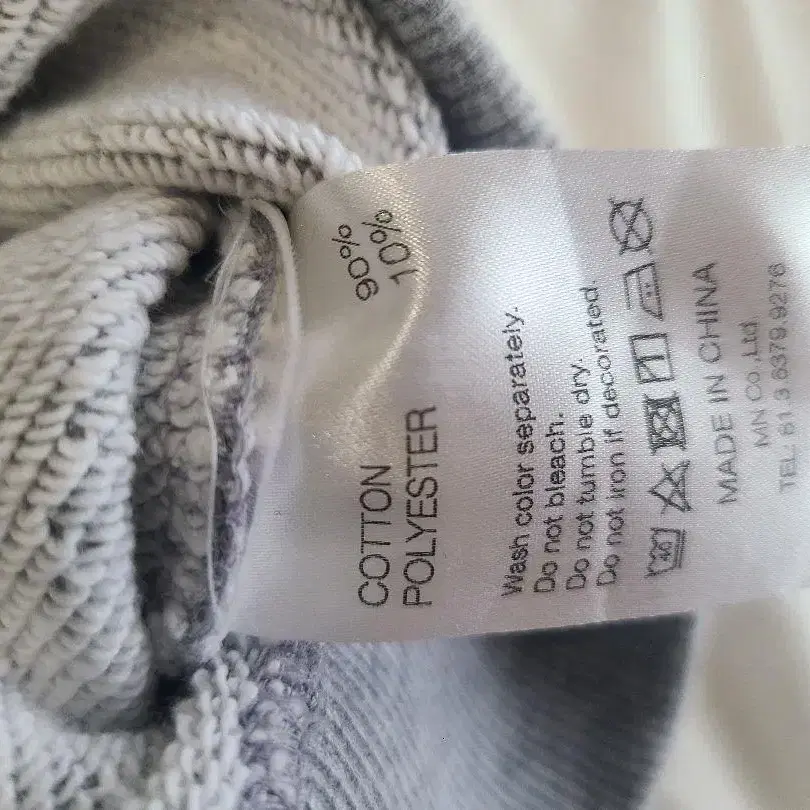 COTTON 90%
POLYESTER 10%
Wash color separately.
Do not bleach.
Do not tumble dry.
Do not iron if decorated.
40
MADE IN CHINA
MN Co.,Ltd
TEL 61 3 8379 9276